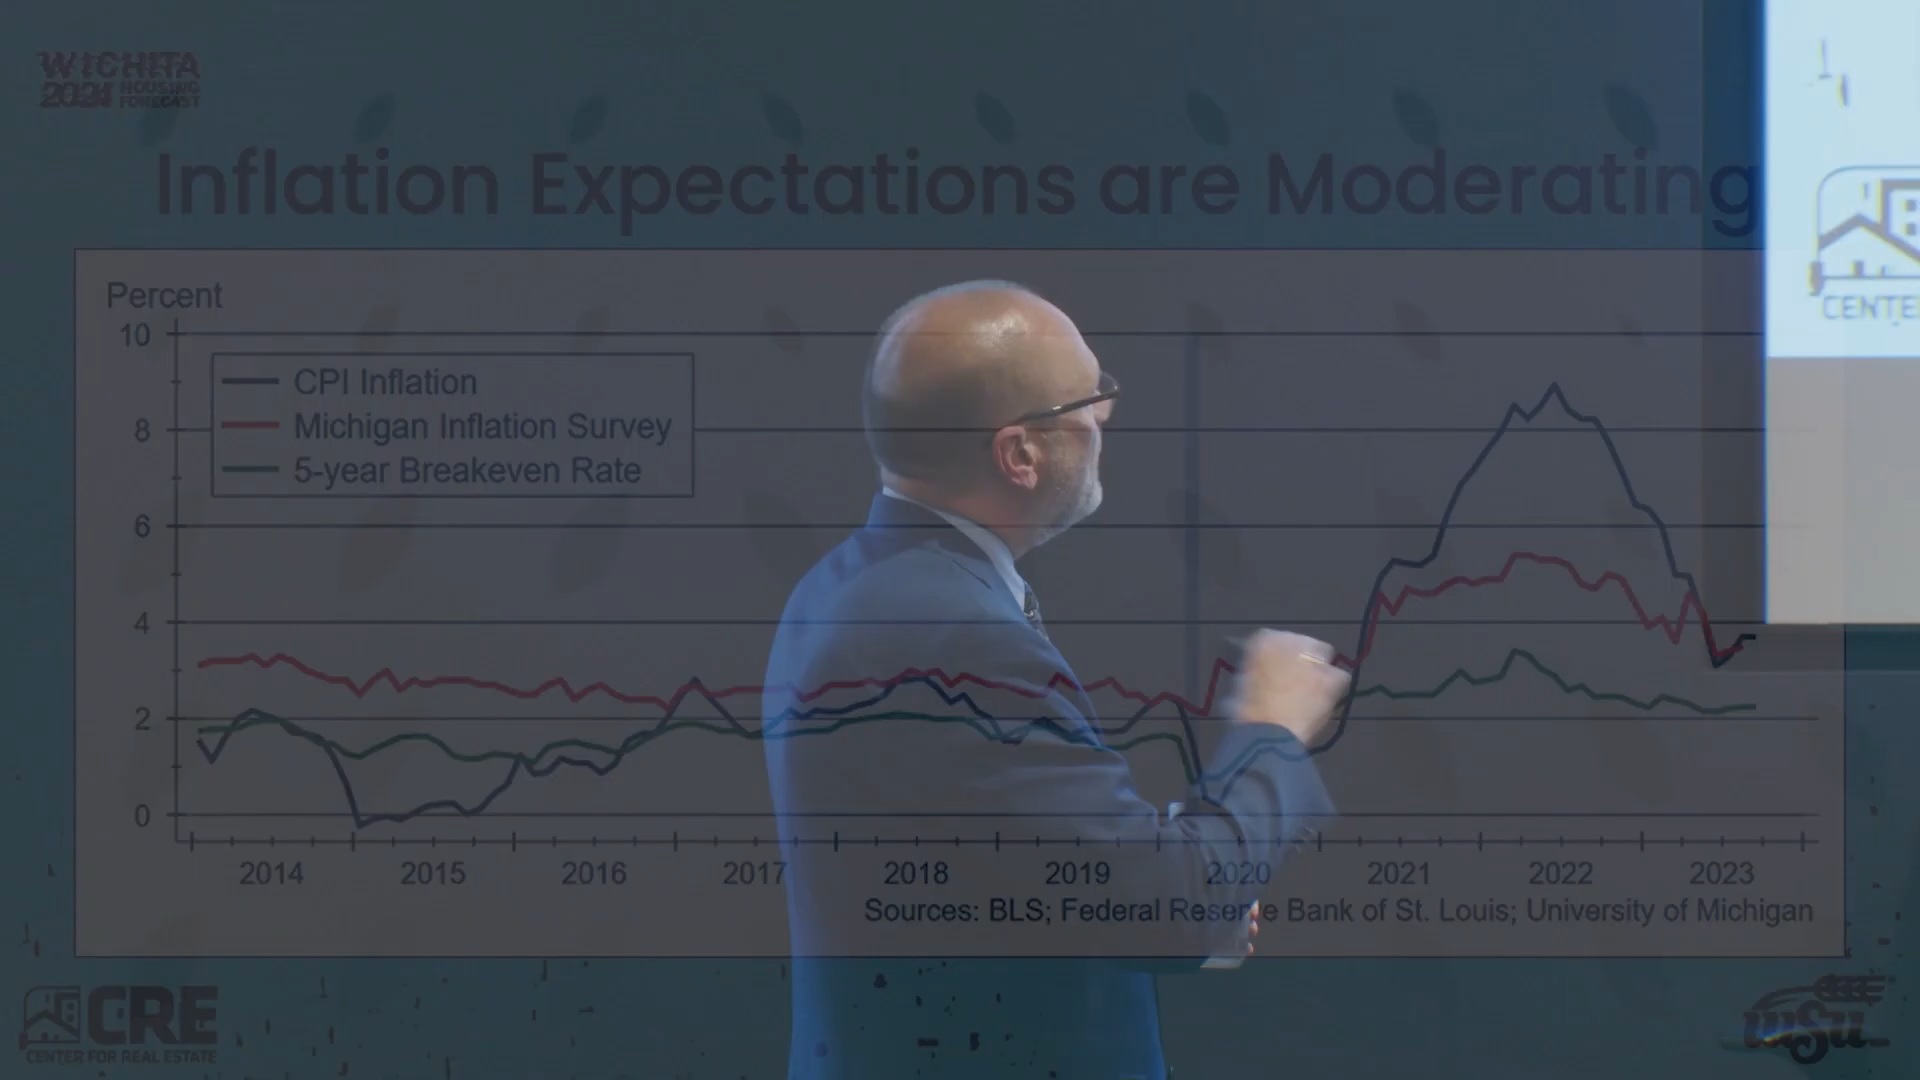 WICHITA
2024 HOUSING
FORECAST
Inflation Expectations are Moderating
Percent
10
8
6
4
2
0
CPI Inflation
Michigan Inflation Survey
5-year Breakeven Rate
2014 2015 2016 2017 2018 2019 2020 2021 2022 2023
Sources: BLS; Federal Reserve Bank of St. Louis; University of Michigan
CRE
CENTER FOR REAL ESTATE
WSU